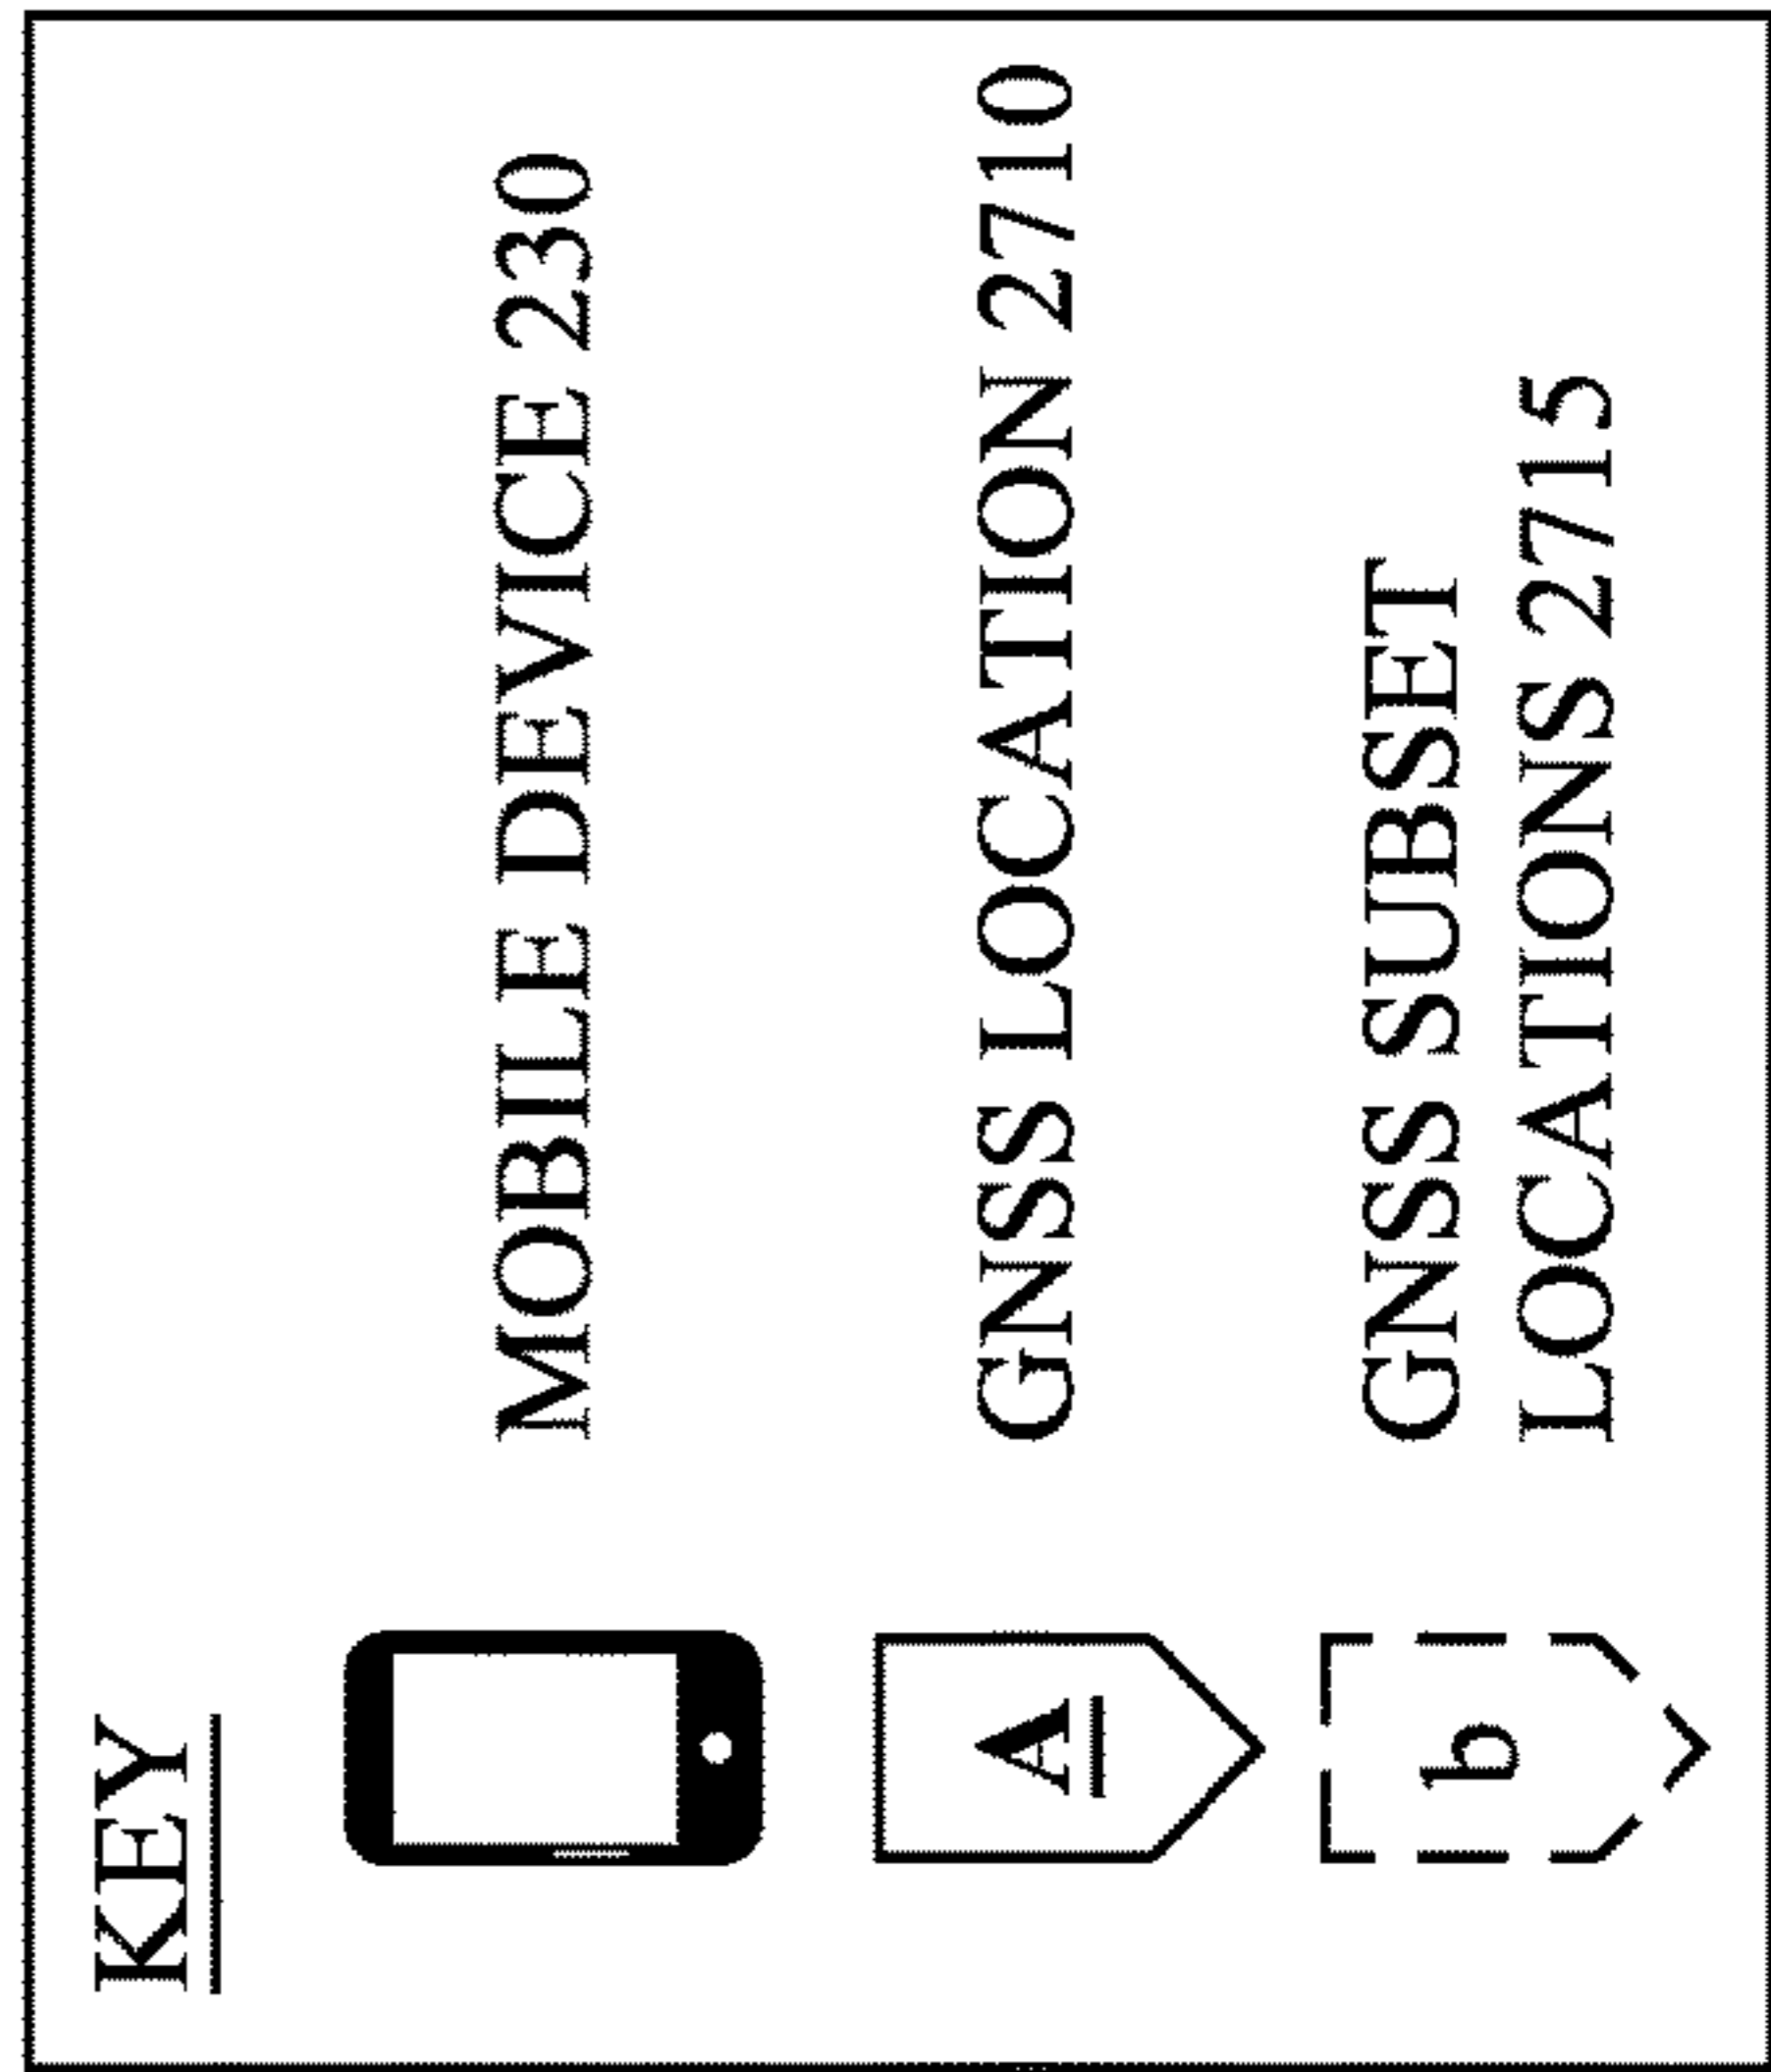 KEY
MOBILE DEVICE 230
A
GNSS LOCATION 2710
b
GNSS SUBSET
LOCATIONS 2715